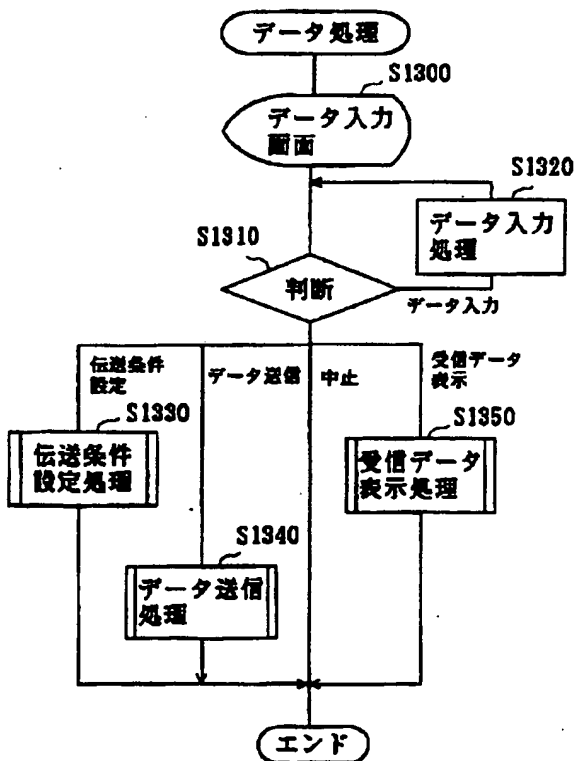 データ処理
S1300
データ入力
画面
S1320
データ入力
処理
S1310
判断
データ入力
伝送条件
設定
データ送信
中止
受信データ
表示
S1330
伝送条件
設定処理
S1350
受信データ
表示処理
S1340
データ送信
処理
エンド